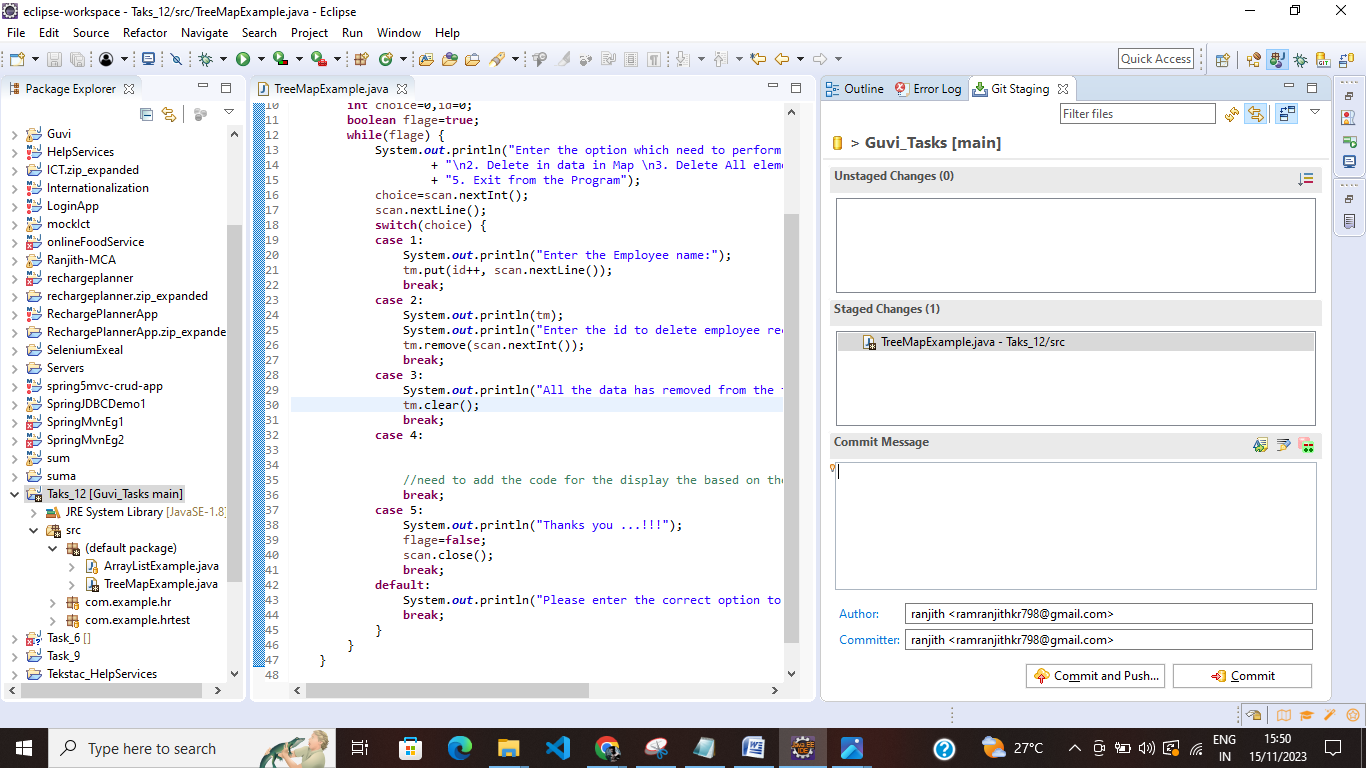 eclipse-workspace - Taks_12/src/TreeMapExample.java - Eclipse
File Edit Source Refactor Navigate Search Project Run Window Help
Quick Access
Package Explorer
Guvi
HelpServices
ICT.zip_expanded
Internationalization
LoginApp
mockIct
onlineFoodService
Ranjith-MCA
rechargeplanner
rechargeplanner.zip_expanded
RechargePlannerApp
RechargePlannerApp.zip_expande
SeleniumExeal
Servers
spring5mvc-crud-app
SpringJDBCDemo1
SpringMvnEg1
SpringMvnEg2
sum
suma
Taks_12 [Guvi_Tasks main]
JRE System Library [JavaSE-1.8]
src
(default package)
ArrayListExample.java
TreeMapExample.java
com.example.hr
com.example.hrtest
Task_6 []
Task_9
Tekstac_HelpServices
TreeMapExample.java
10 int choice=0,id=0;
11 boolean flage=true;
12 while(flage) {
13 System.out.println("Enter the option which need to perform
14 + "\n2. Delete in data in Map \n3. Delete All eleme
15 + "5. Exit from the Program");
16 choice=scan.nextInt();
17 scan.nextLine();
18 switch(choice) {
19 case 1:
20 System.out.println("Enter the Employee name:");
21 tm.put(id++, scan.nextLine());
22 break;
23 case 2:
24 System.out.println(tm);
25 System.out.println("Enter the id to delete employee rec
26 tm.remove(scan.nextInt());
27 break;
28 case 3:
29 System.out.println("All the data has removed from the
30 tm.clear();
31 break;
32 case 4:
33
34
35 //need to add the code for the display the based on the
36 break;
37 case 5:
38 System.out.println("Thanks you ...!!!");
39 flage=false;
40 scan.close();
41 break;
42 default:
43 System.out.println("Please enter the correct option to
44 break;
45 }
46 }
47 }
48
Outline Error Log Git Staging
Filter files
> Guvi_Tasks [main]
Unstaged Changes (0)
Staged Changes (1)
TreeMapExample.java - Taks_12/src
Commit Message
Author: ranjith <ramranjithkr798@gmail.com>
Committer: ranjith <ramranjithkr798@gmail.com>
Commit and Push... Commit
Type here to search
27°C
ENG
IN
15:50
15/11/2023